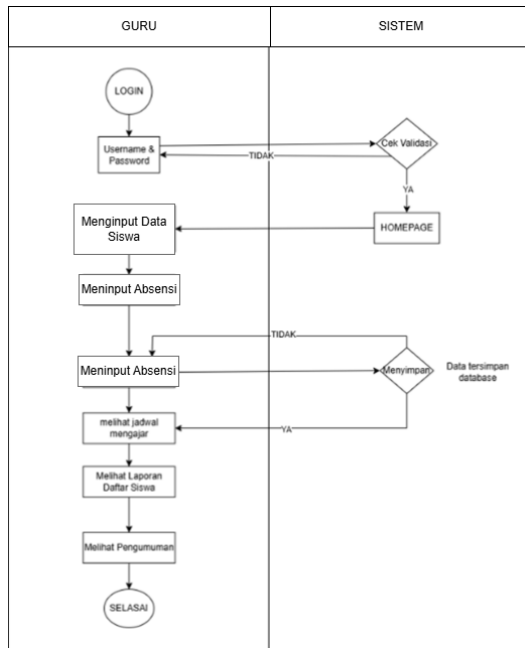 GURU
SISTEM
LOGIN
Username &
Password
Cek Validasi
TIDAK
YA
Menginput Data
Siswa
HOMEPAGE
Meninput Absensi
TIDAK
Meninput Absensi
Menyimpan
Data tersimpan
database
melihat jadwal
mengajar
YA
Melihat Laporan
Daftar Siswa
Melihat Pengumuman
SELASAI